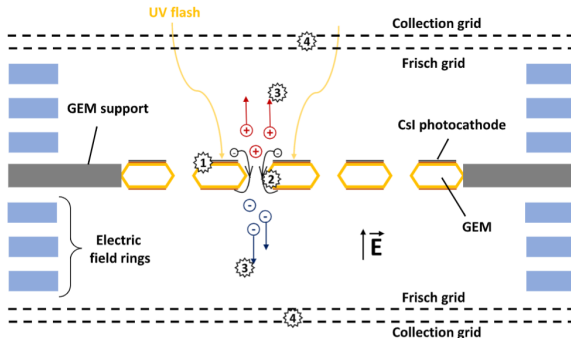 UV flash
Collection grid
4
Frisch grid
3
GEM support
CsI photocathode
+ +
+
- -
1
2
-
- -
GEM
E
Electric
field rings
3
Frisch grid
4
Collection grid